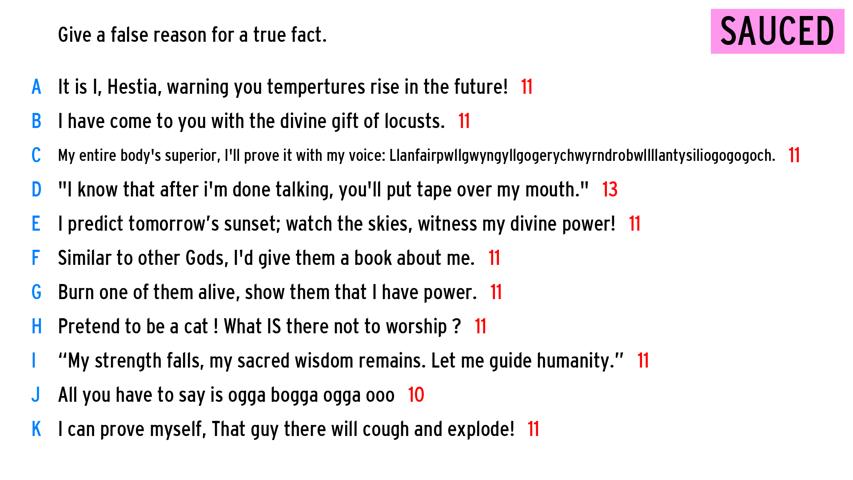 Give a false reason for a true fact.
SAUCED
A It is I, Hestia, warning you tempertures rise in the future! 11
B I have come to you with the divine gift of locusts. 11
C My entire body's superior, I'll prove it with my voice: Llanfairpwllgwyngyllgogerychwyrndrobwllllantysiliogogogoch. 11
D "I know that after i'm done talking, you'll put tape over my mouth." 13
E I predict tomorrow’s sunset; watch the skies, witness my divine power! 11
F Similar to other Gods, I'd give them a book about me. 11
G Burn one of them alive, show them that I have power. 11
H Pretend to be a cat ! What IS there not to worship ? 11
I “My strength falls, my sacred wisdom remains. Let me guide humanity.” 11
J All you have to say is ogga bogga ogga ooo 10
K I can prove myself, That guy there will cough and explode! 11